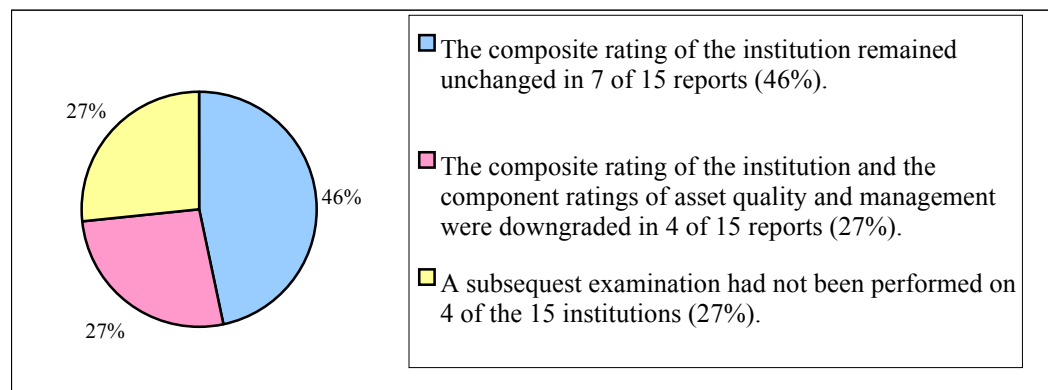 27%
46%
27%
The composite rating of the institution remained
unchanged in 7 of 15 reports (46%).
The composite rating of the institution and the
component ratings of asset quality and management
were downgraded in 4 of 15 reports (27%).
A subsequest examination had not been performed on
4 of the 15 institutions (27%).